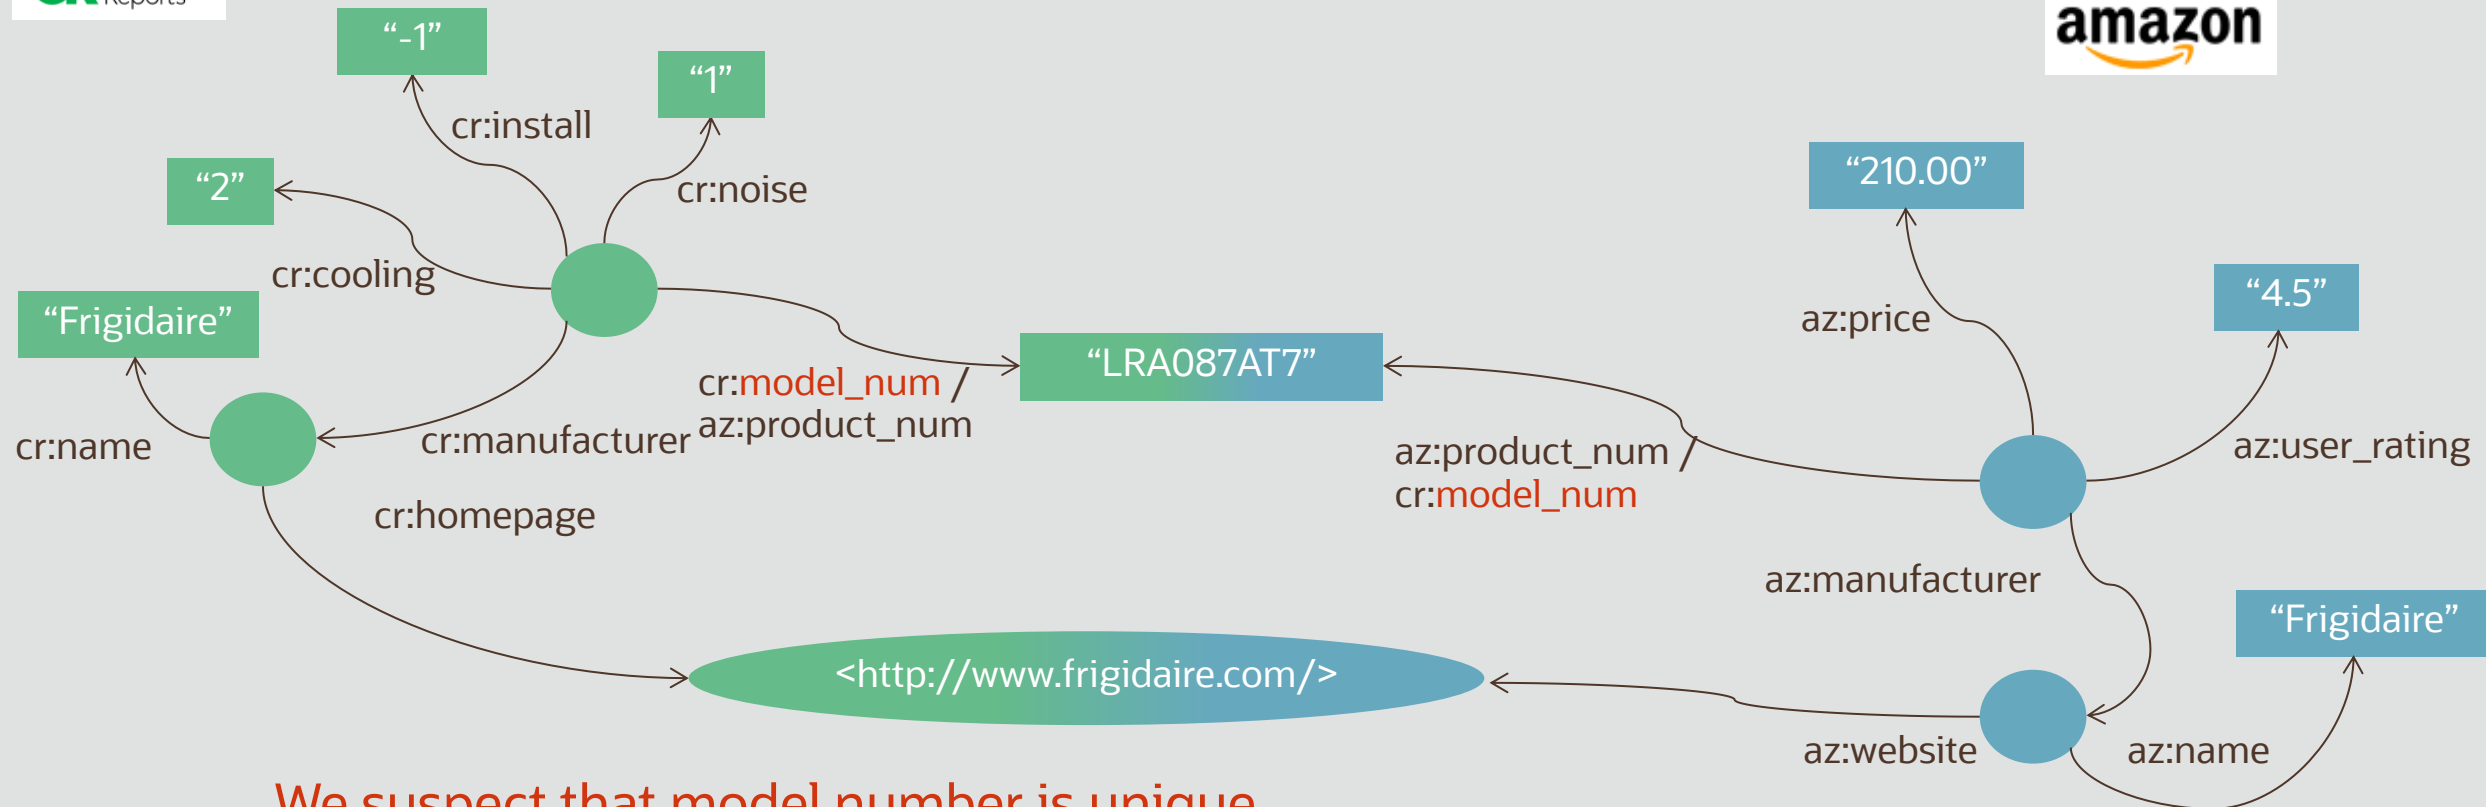 CR Reports
amazon
“-1”
“1”
cr:install
“2”
cr:noise
“210.00”
cr:cooling
“Frigidaire”
az:price
“4.5”
“LRA087AT7”
cr:model_num /
az:product_num
cr:name
cr:manufacturer
az:product_num /
cr:model_num
az:user_rating
cr:homepage
az:manufacturer
“Frigidaire”
<http://www.frigidaire.com/>
az:website
az:name
We suspect that model number is unique